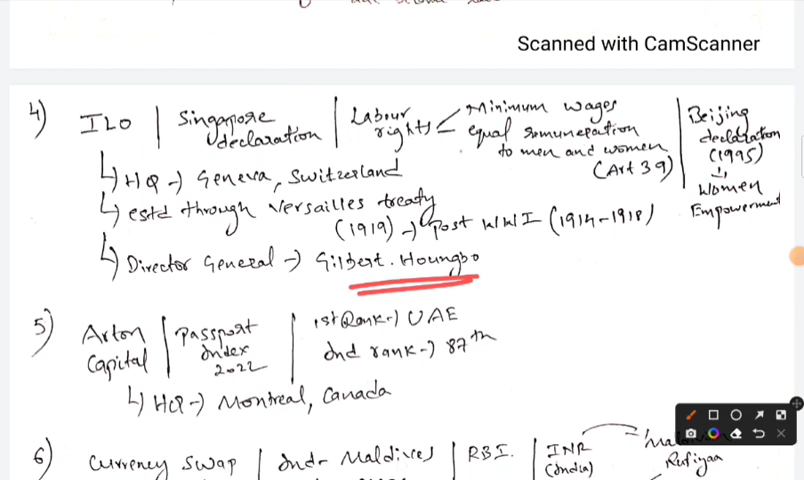 Scanned with CamScanner
4) ILO | Singapore declaration | Labour rights < Minimum wages
equal remuneration to men and women (Art 39) | Beijing declaration (1995) ↓ Women Empowerment
↳ HQ → Geneva, Switzerland
↳ estd through Versailles treaty
(1919) → Post WWI (1914-1918)
↳ Director General → Gilbert. Houngbo
5) Arton Capital | Passport Index 2022 | 1st Rank → UAE
Ind rank → 87th
↳ HQ → Montreal, Canada
6) Currency swap | Ind- Maldives | RBI. | INR (India)
Rufiyaa